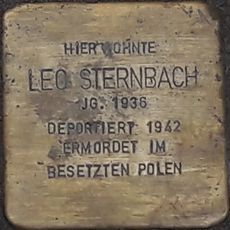 HIER WOHNTE
LEO STERNBACH
JG. 1936
DEPORTIERT 1942
ERMORDET IM
BESETZTEN POLEN